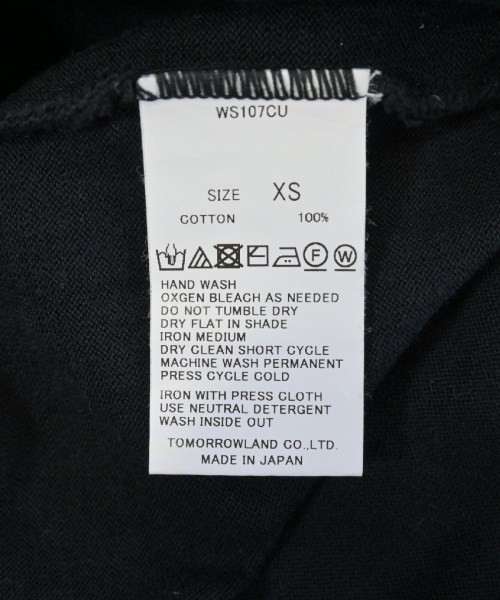 WS107CU
SIZE XS
COTTON 100%
F W
HAND WASH
OXGEN BLEACH AS NEEDED
DO NOT TUMBLE DRY
DRY FLAT IN SHADE
IRON MEDIUM
DRY CLEAN SHORT CYCLE
MACHINE WASH PERMANENT
PRESS CYCLE COLD
IRON WITH PRESS CLOTH
USE NEUTRAL DETERGENT
WASH INSIDE OUT
TOMORROWLAND CO.,LTD.
MADE IN JAPAN